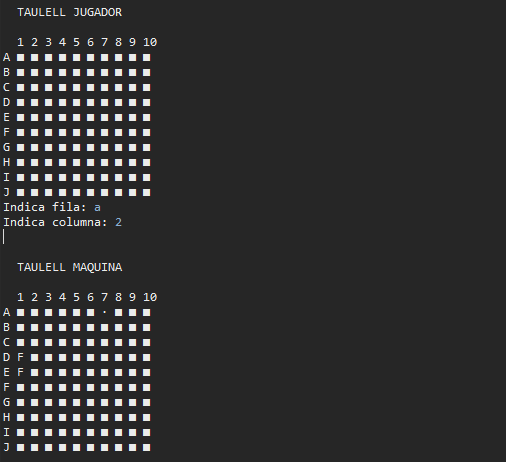 TAULELL JUGADOR
1 2 3 4 5 6 7 8 9 10
A ■ ■ ■ ■ ■ ■ ■ ■ ■ ■
B ■ ■ ■ ■ ■ ■ ■ ■ ■ ■
C ■ ■ ■ ■ ■ ■ ■ ■ ■ ■
D ■ ■ ■ ■ ■ ■ ■ ■ ■ ■
E ■ ■ ■ ■ ■ ■ ■ ■ ■ ■
F ■ ■ ■ ■ ■ ■ ■ ■ ■ ■
G ■ ■ ■ ■ ■ ■ ■ ■ ■ ■
H ■ ■ ■ ■ ■ ■ ■ ■ ■ ■
I ■ ■ ■ ■ ■ ■ ■ ■ ■ ■
J ■ ■ ■ ■ ■ ■ ■ ■ ■ ■
Indica fila: a
Indica columna: 2
TAULELL MAQUINA
1 2 3 4 5 6 7 8 9 10
A ■ ■ ■ ■ ■ ■ · ■ ■ ■
B ■ ■ ■ ■ ■ ■ ■ ■ ■ ■
C ■ ■ ■ ■ ■ ■ ■ ■ ■ ■
D F ■ ■ ■ ■ ■ ■ ■ ■ ■
E F ■ ■ ■ ■ ■ ■ ■ ■ ■
F ■ ■ ■ ■ ■ ■ ■ ■ ■ ■
G ■ ■ ■ ■ ■ ■ ■ ■ ■ ■
H ■ ■ ■ ■ ■ ■ ■ ■ ■ ■
I ■ ■ ■ ■ ■ ■ ■ ■ ■ ■
J ■ ■ ■ ■ ■ ■ ■ ■ ■ ■